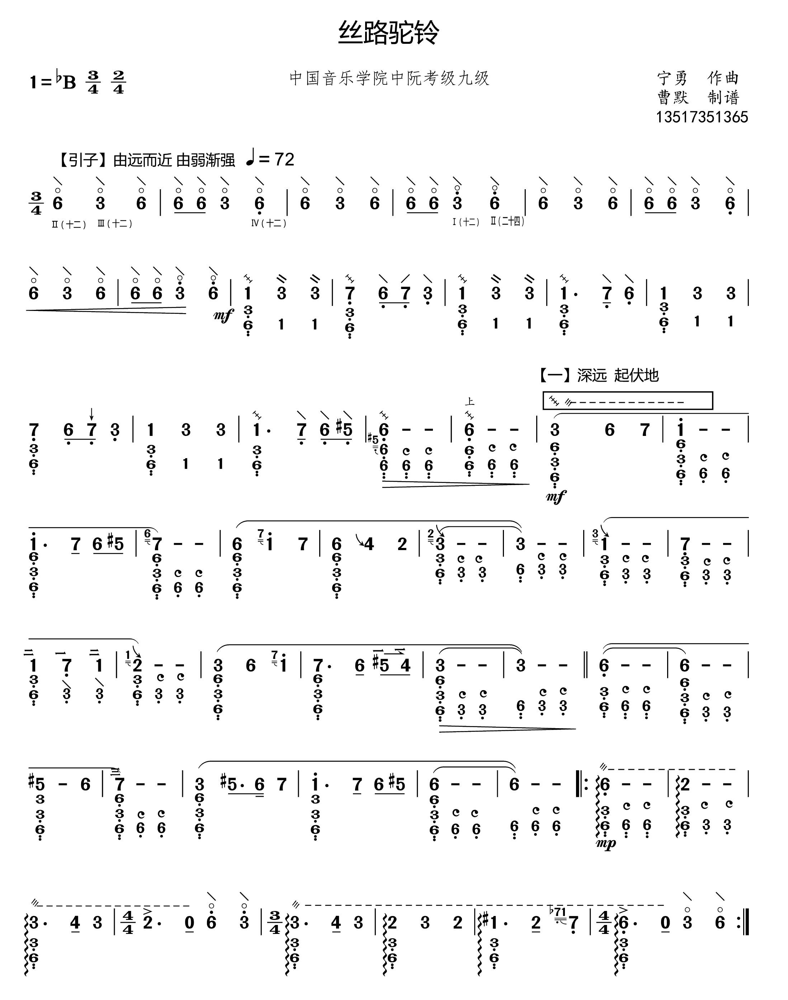 丝路驼铃
1=♭B 3/4 2/4
中国音乐学院中阮考级九级
宁勇 作曲
曹默 制谱
13517351365
【引子】由远而近 由弱渐强 ♩=72
3/4 6 3 6 | 6 6 3 6 | 6 3 6 | 6 6 3 6 | 6 3 6 | 6 6 3 6 |
Ⅱ(十二) Ⅲ(十二) Ⅳ(十二) Ⅰ(十二) Ⅱ(二十四)
6 3 6 | 6 6 3 6 | 1 3 3 | 7 6 7 3 | 1 3 3 | 1. 7 6 | 1 3 3 |
mf
【一】深远 起伏地
上
7 6 7 3 | 1 3 3 | 1. 7 6 #5 | 6 - - | 6 - - | 3 6 7 | 1 - - |
mf
1. 7 6 #5 | 7 - - | 6 1 7 | 6 4 2 | 3 - - | 3 - - | 1 - - | 7 - - |
1 7 1 | 2 - - | 3 6 1 | 7. 6 #5 4 | 3 - - | 3 - - || 6 - - | 6 - - |
#5 - 6 | 7 - - | 3 #5. 6 7 | 1. 7 6 #5 | 6 - - | 6 - - |: 6 - - | 2 - - |
mp
3. 4 3 | 4/4 2. 0 6 3 | 3/4 3. 4 3 | 2 3 2 | #1. 2 7 | 4/4 6. 0 3 6 :|